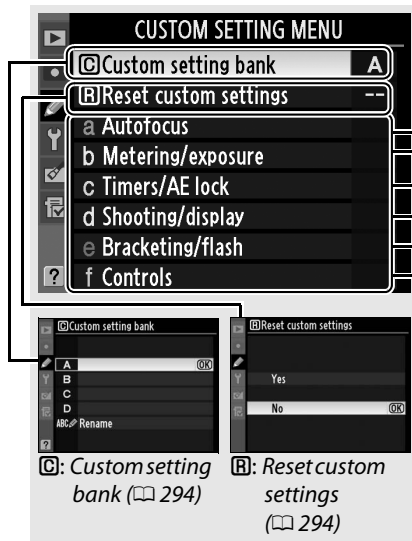 CUSTOM SETTING MENU
C Custom setting bank A
R Reset custom settings --
a Autofocus
b Metering/exposure
c Timers/AE lock
d Shooting/display
e Bracketing/flash
f Controls
?
C Custom setting bank
A OK
B
C
D
ABC Rename
?
R Reset custom settings
Yes
No OK
C: Custom setting
bank (294)
R: Reset custom
settings
(294)